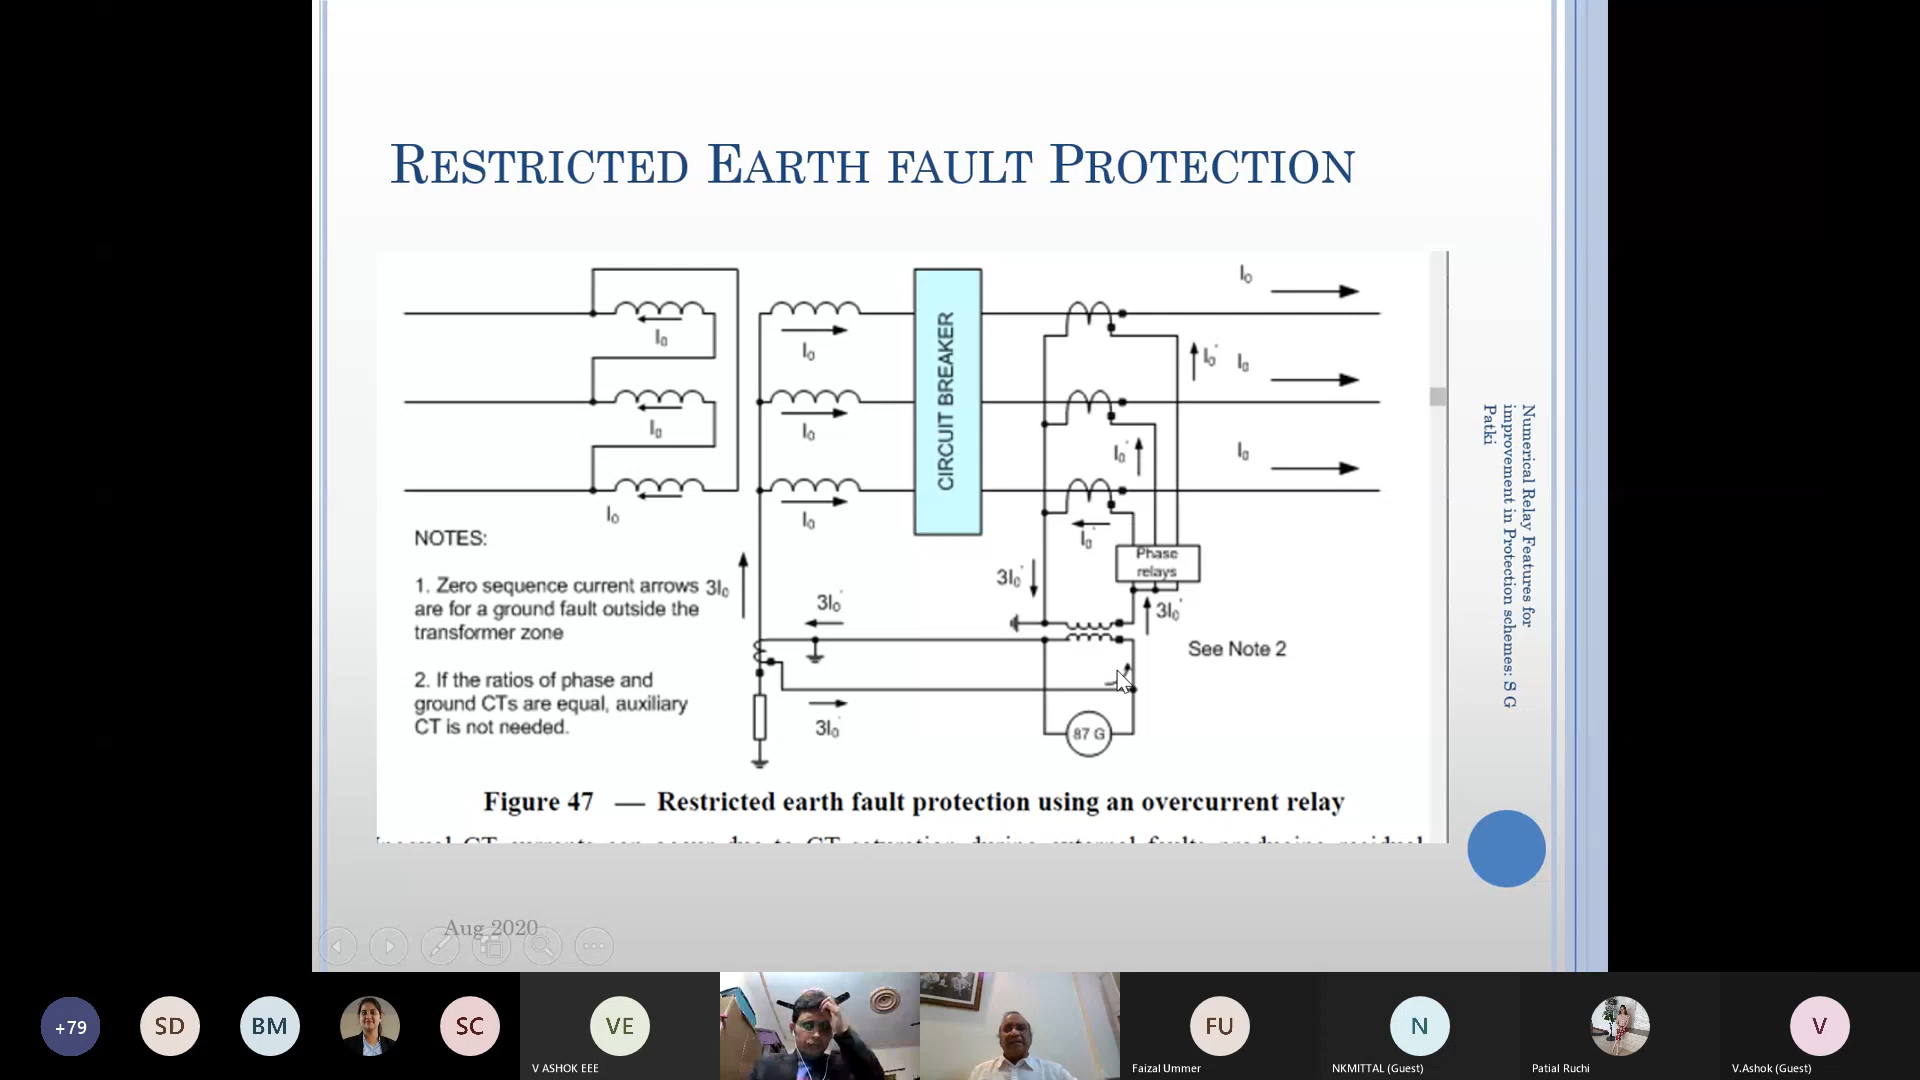 RESTRICTED EARTH FAULT PROTECTION
I0
I0
I0
I0
I0
I0
I0'
I0
I0
I0
CIRCUIT BREAKER
I0'
I0
I0'
NOTES:
Phase
relays
1. Zero sequence current arrows
are for a ground fault outside the
transformer zone
3I0
3I0'
3I0'
3I0'
2. If the ratios of phase and
ground CTs are equal, auxiliary
CT is not needed.
See Note 2
3I0'
87 G
Figure 47 — Restricted earth fault protection using an overcurrent relay
Numerical Relay Features for
improvement in Protection schemes: S G
Patki
Aug 2020
+79
SD
BM
SC
VE
V ASHOK EEE
FU
Faizal Ummer
N
NKMITTAL (Guest)
Patial Ruchi
V
V.Ashok (Guest)